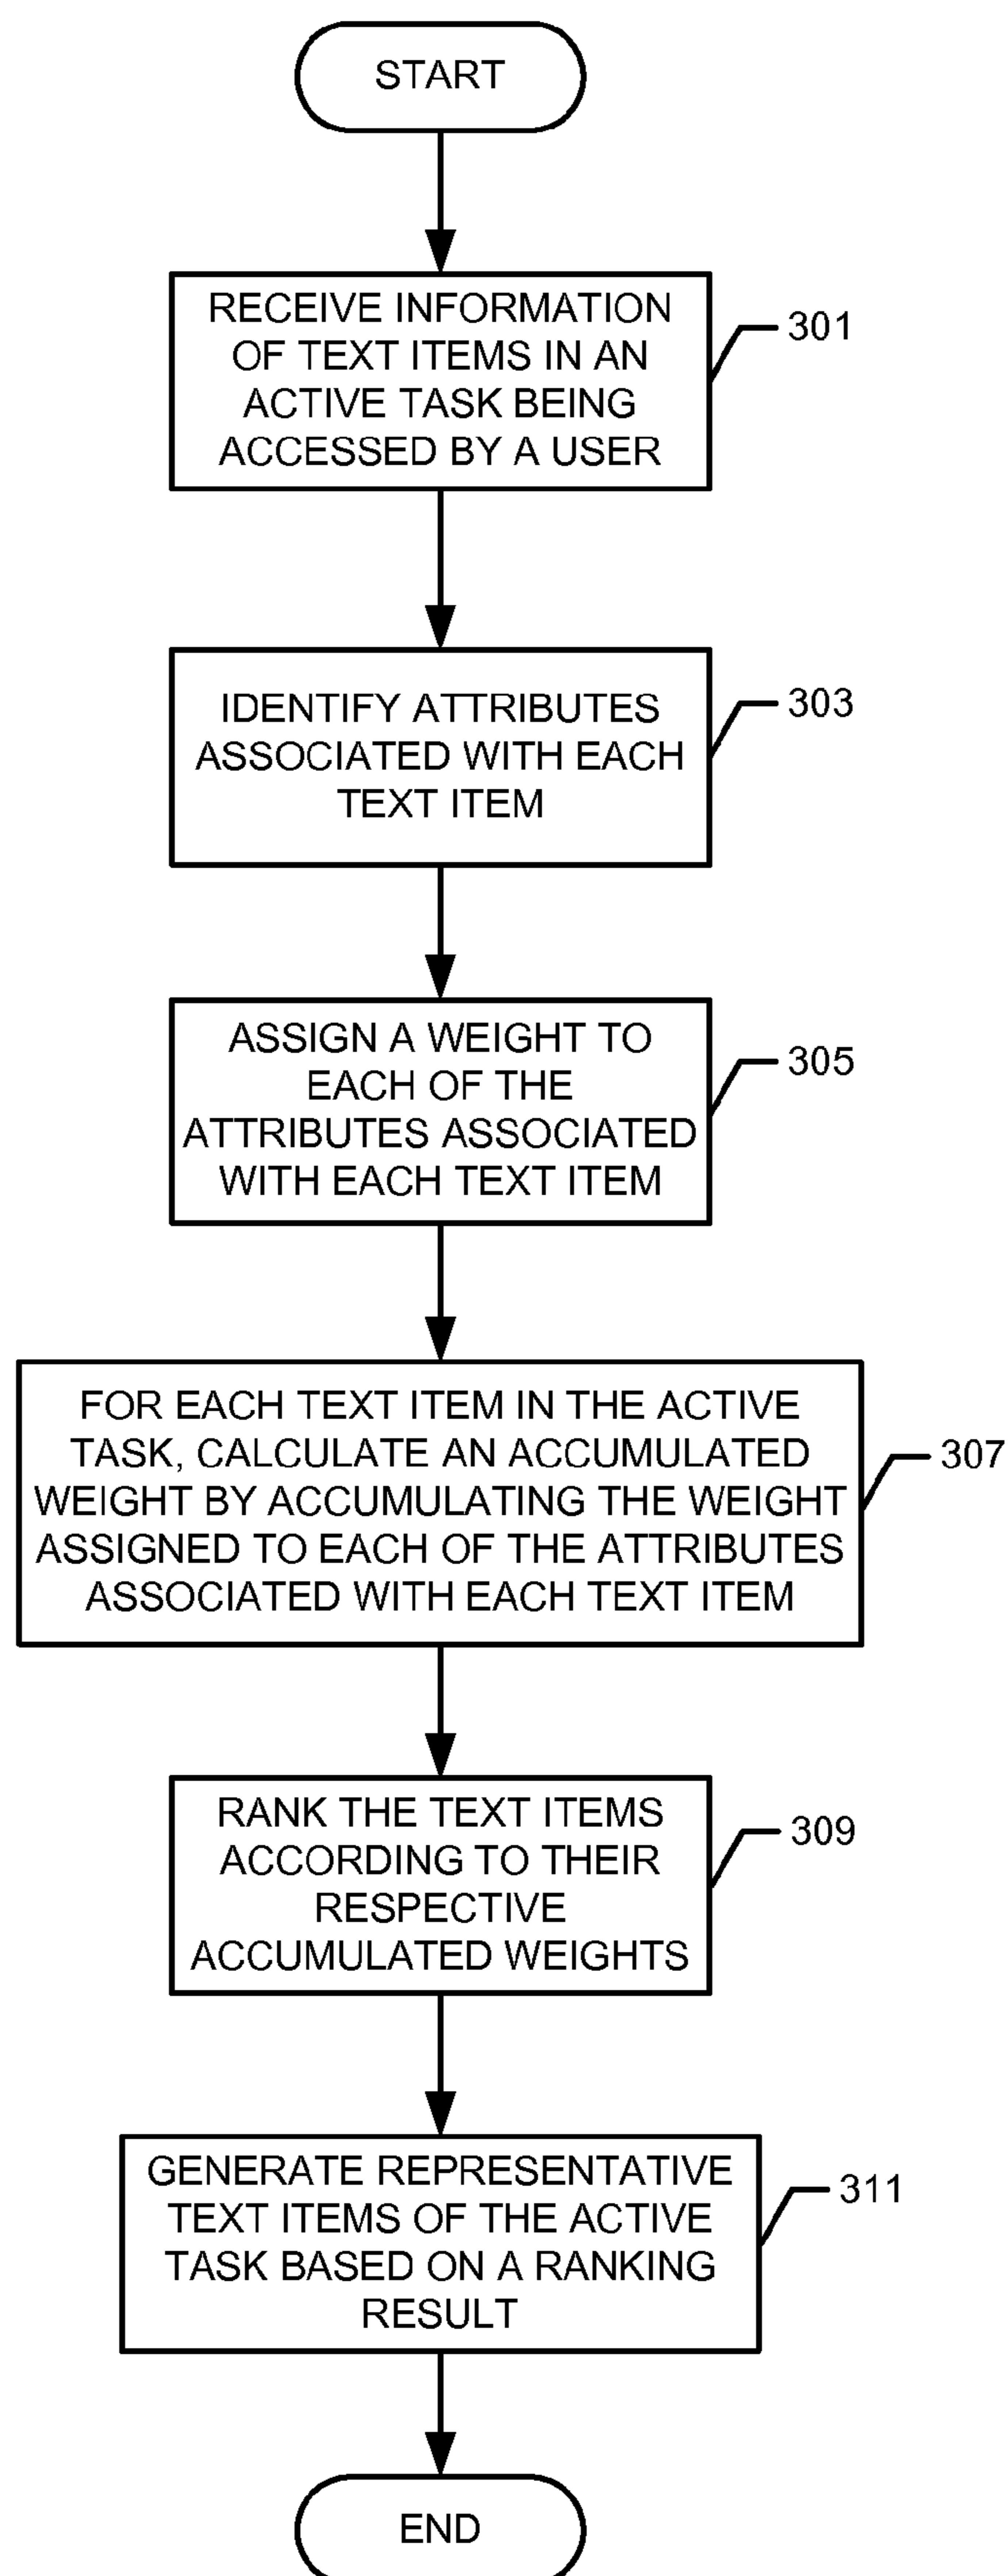 START
RECEIVE INFORMATION
OF TEXT ITEMS IN AN
ACTIVE TASK BEING
ACCESSED BY A USER
301
IDENTIFY ATTRIBUTES
ASSOCIATED WITH EACH
TEXT ITEM
303
ASSIGN A WEIGHT TO
EACH OF THE
ATTRIBUTES ASSOCIATED
WITH EACH TEXT ITEM
305
FOR EACH TEXT ITEM IN THE ACTIVE
TASK, CALCULATE AN ACCUMULATED
WEIGHT BY ACCUMULATING THE WEIGHT
ASSIGNED TO EACH OF THE ATTRIBUTES
ASSOCIATED WITH EACH TEXT ITEM
307
RANK THE TEXT ITEMS
ACCORDING TO THEIR
RESPECTIVE
ACCUMULATED WEIGHTS
309
GENERATE REPRESENTATIVE
TEXT ITEMS OF THE ACTIVE
TASK BASED ON A RANKING
RESULT
311
END